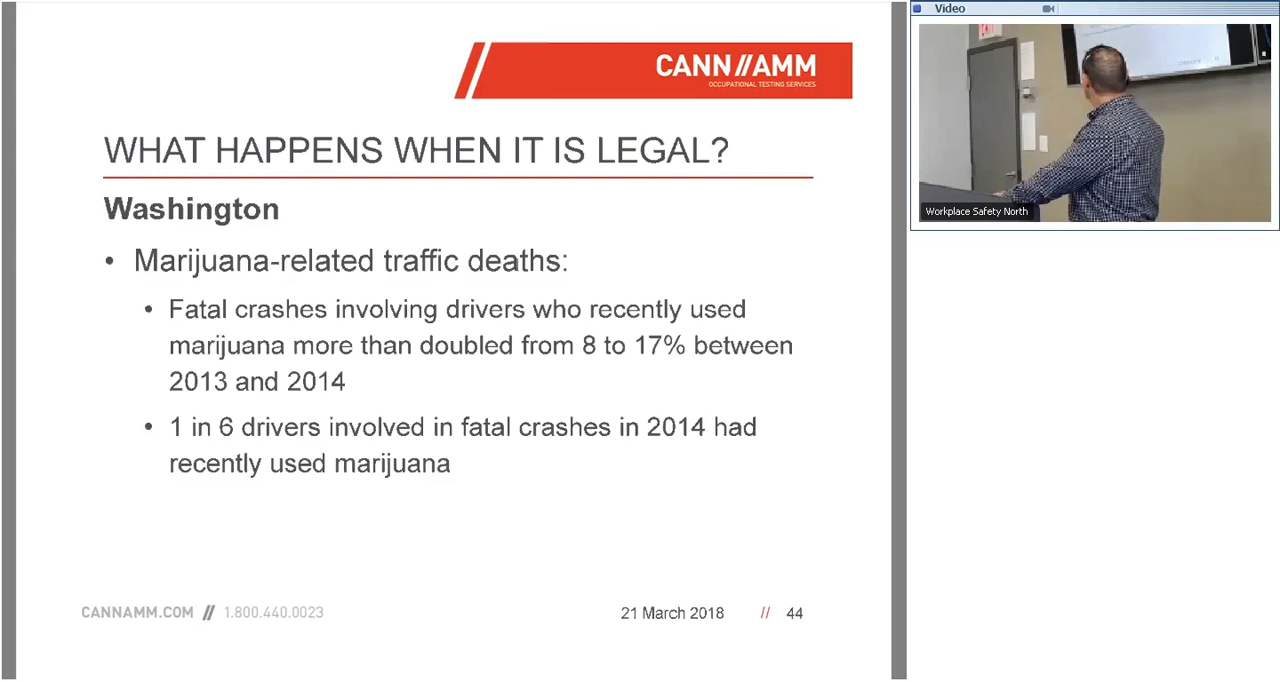 CANN//AMM
OCCUPATIONAL TESTING SERVICES
WHAT HAPPENS WHEN IT IS LEGAL?
Washington
• Marijuana-related traffic deaths:
• Fatal crashes involving drivers who recently used
marijuana more than doubled from 8 to 17% between
2013 and 2014
• 1 in 6 drivers involved in fatal crashes in 2014 had
recently used marijuana
CANNAMM.COM // 1.800.440.0023
21 March 2018 // 44
Video
EXIT
Workplace Safety North